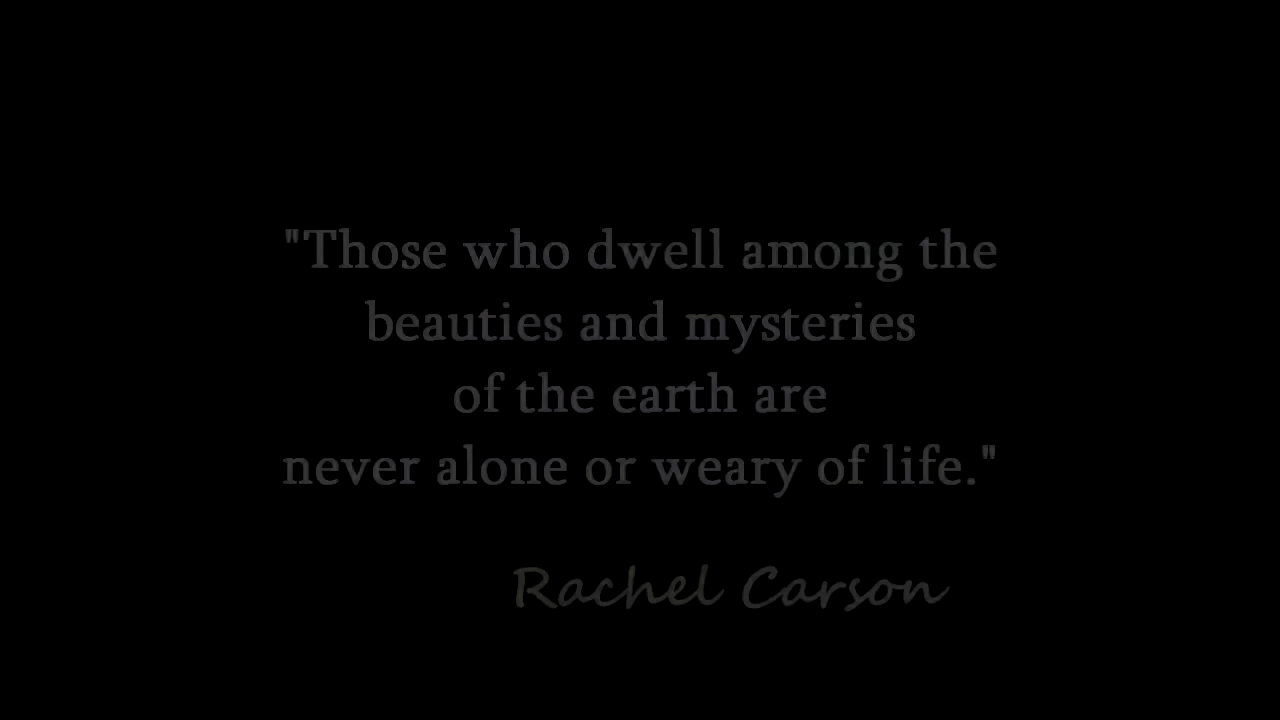 "Those who dwell among the
beauties and mysteries
of the earth are
never alone or weary of life."
Rachel Carson